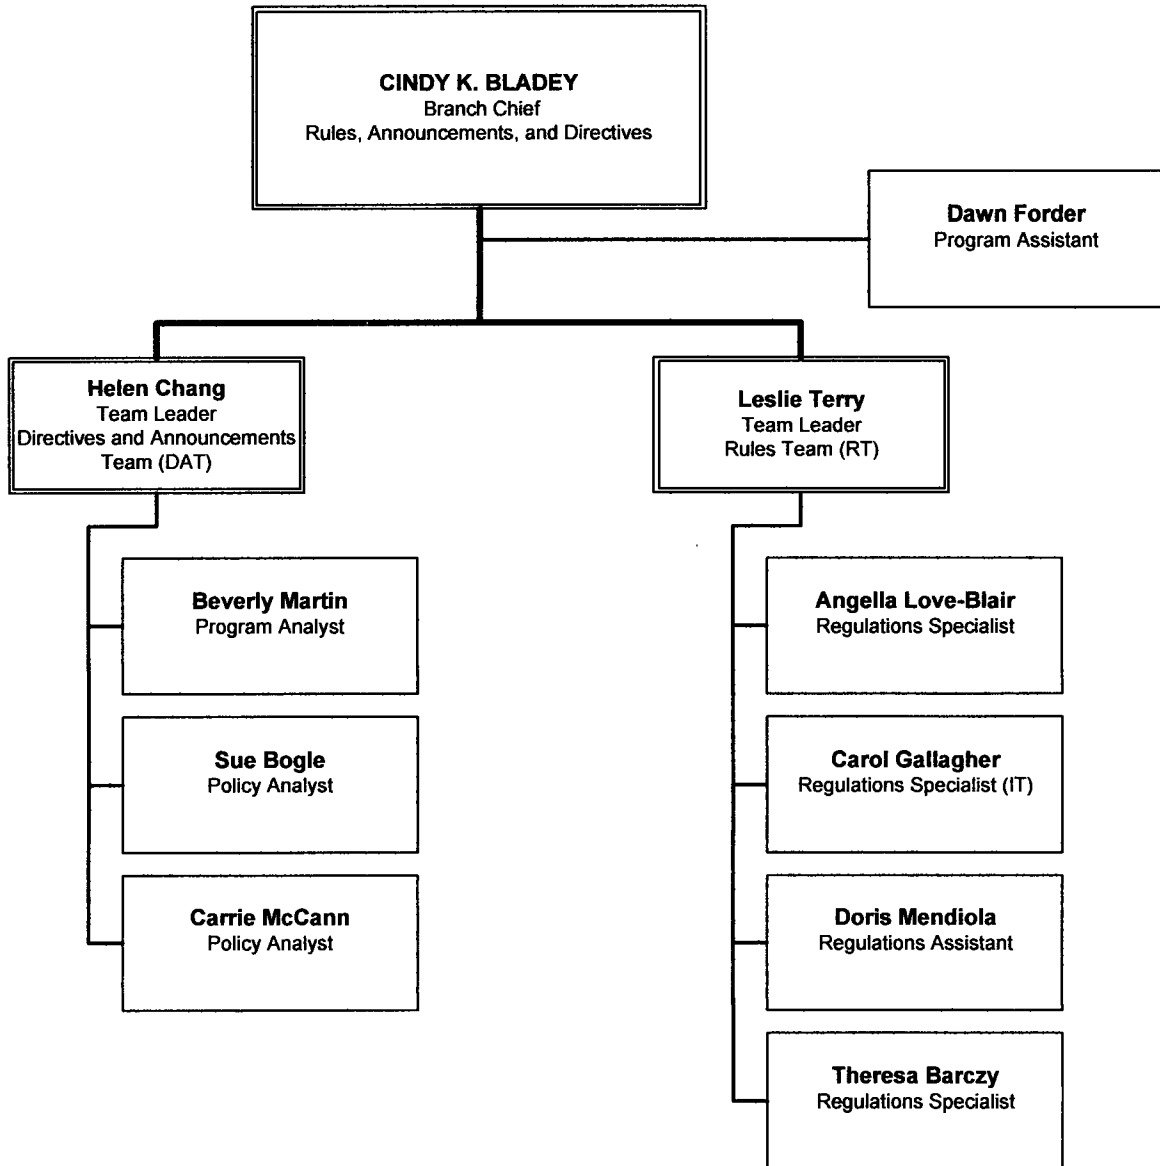 CINDY K. BLADEY
Branch Chief
Rules, Announcements, and Directives
Dawn Forder
Program Assistant
Helen Chang
Team Leader
Directives and Announcements
Team (DAT)
Leslie Terry
Team Leader
Rules Team (RT)
Beverly Martin
Program Analyst
Sue Bogle
Policy Analyst
Carrie McCann
Policy Analyst
Angella Love-Blair
Regulations Specialist
Carol Gallagher
Regulations Specialist (IT)
Doris Mendiola
Regulations Assistant
Theresa Barczy
Regulations Specialist